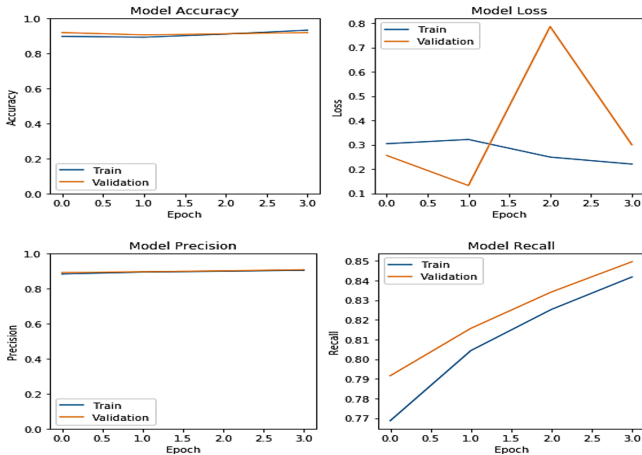 Model Accuracy
1.0
0.8
0.6
0.4
0.2
0.0
Accuracy
Train
Validation
0.0 0.5 1.0 1.5 2.0 2.5 3.0
Epoch
Model Loss
0.8
0.7
0.6
0.5
0.4
0.3
0.2
0.1
Loss
Train
Validation
0.0 0.5 1.0 1.5 2.0 2.5 3.0
Epoch
Model Precision
1.0
0.8
0.6
0.4
0.2
0.0
Precision
Train
Validation
0.0 0.5 1.0 1.5 2.0 2.5 3.0
Epoch
Model Recall
0.85
0.84
0.83
0.82
0.81
0.80
0.79
0.78
0.77
Recall
Train
Validation
0.0 0.5 1.0 1.5 2.0 2.5 3.0
Epoch